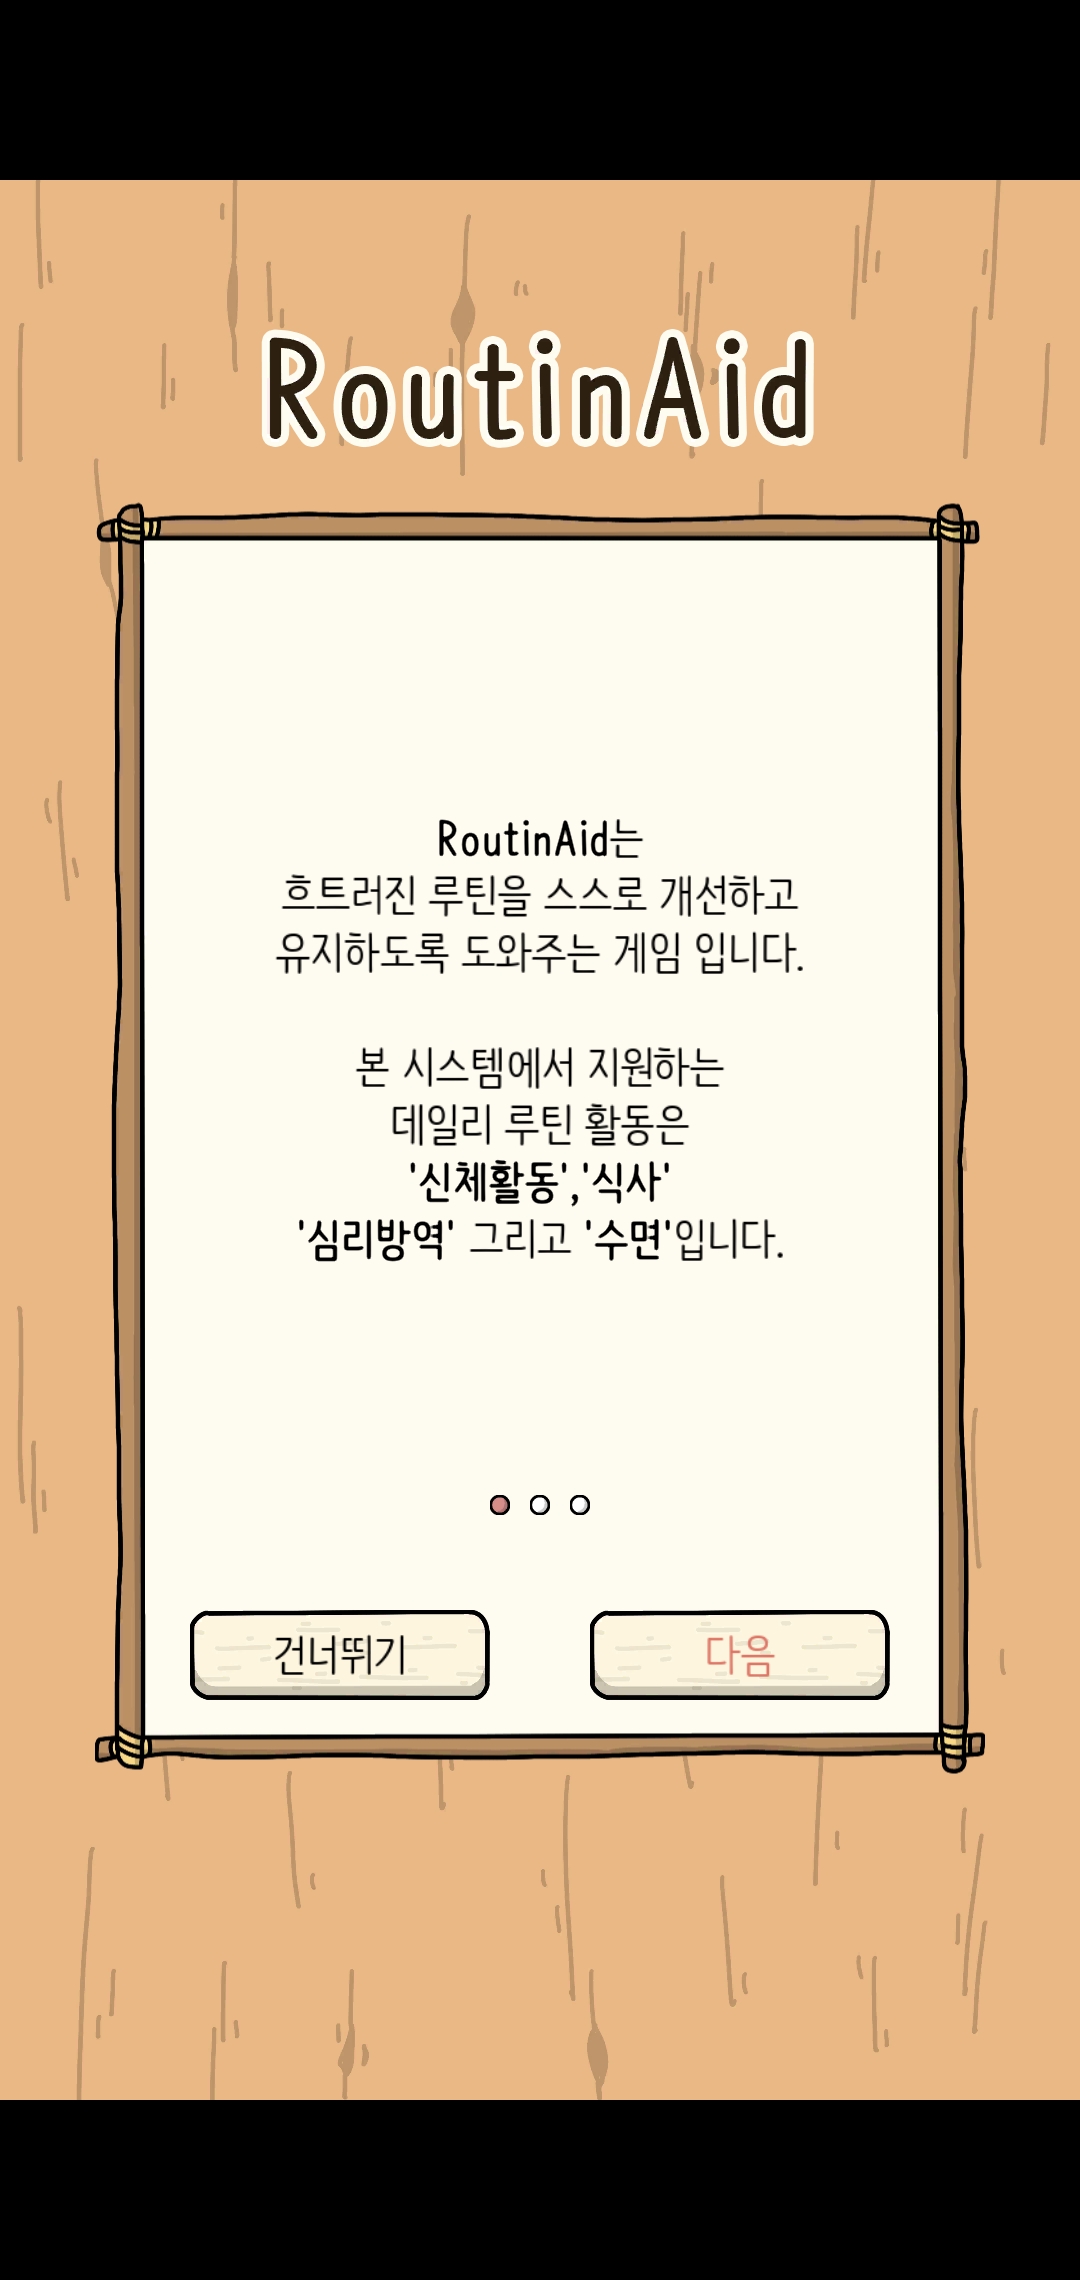 RoutinAid
RoutinAid는
흐트러진 루틴을 스스로 개선하고
유지하도록 도와주는 게임 입니다.
본 시스템에서 지원하는
데일리 루틴 활동은
'신체활동','식사'
'심리방역' 그리고 '수면'입니다.
건너뛰기
다음